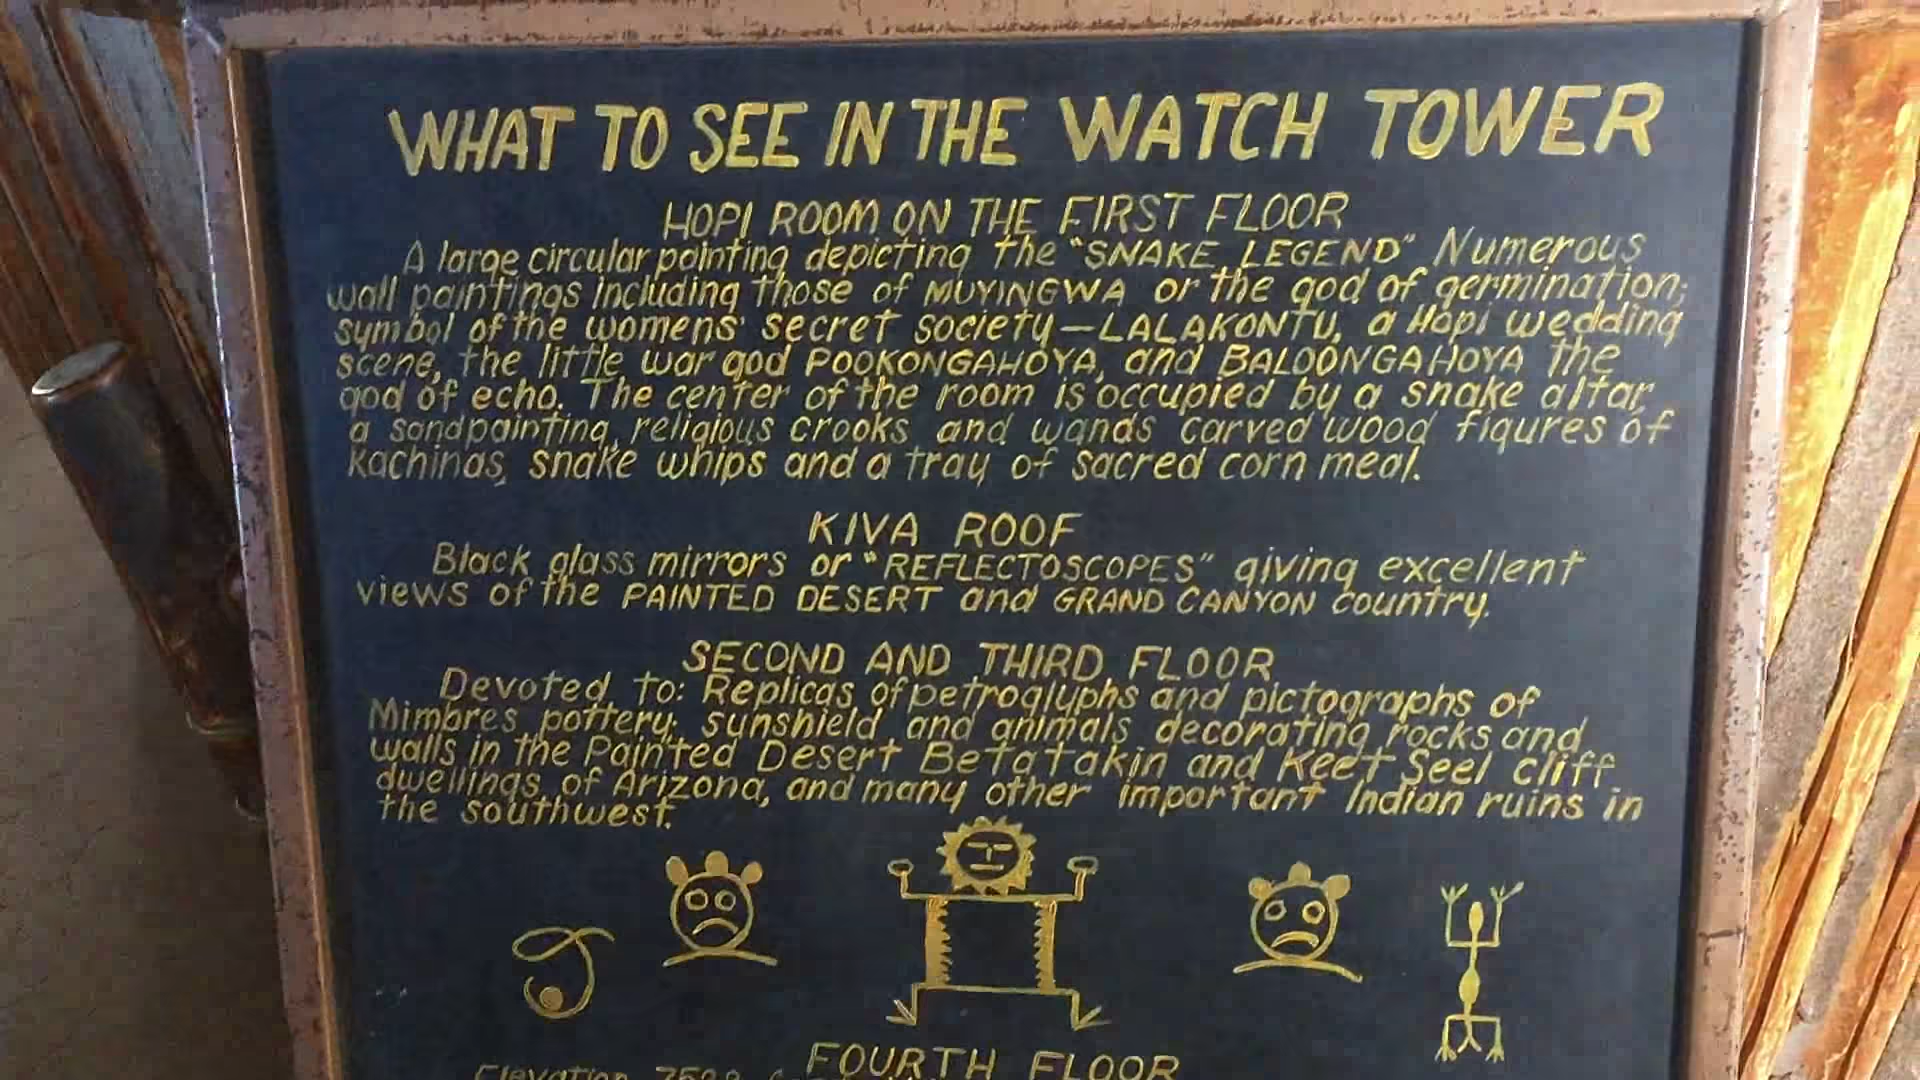 WHAT TO SEE IN THE WATCH TOWER
HOPI ROOM ON THE FIRST FLOOR
A large circular painting depicting the "SNAKE LEGEND" Numerous
wall paintings including those of MUYINGWA or the god of germination;
symbol of the womens' secret society—LALAKONTU, a Hopi wedding
scene, the little war god POOKONGAHOYA, and BALOONGAHOYA the
god of echo. The center of the room is occupied by a snake altar,
a sandpainting, religious crooks and wands carved wood figures of
kachinas, snake whips and a tray of sacred corn meal.
KIVA ROOF
Black glass mirrors or "REFLECTOSCOPES" giving excellent
views of the PAINTED DESERT and GRAND CANYON country.
SECOND AND THIRD FLOOR
Devoted to: Replicas of petroglyphs and pictographs of
Mimbres pottery; sunshield, and animals decorating rocks and
walls in the Painted Desert Betatakin and Keet Seel cliff
dwellings of Arizona, and many other important Indian ruins in
the southwest.
FOURTH FLOOR
Elevation